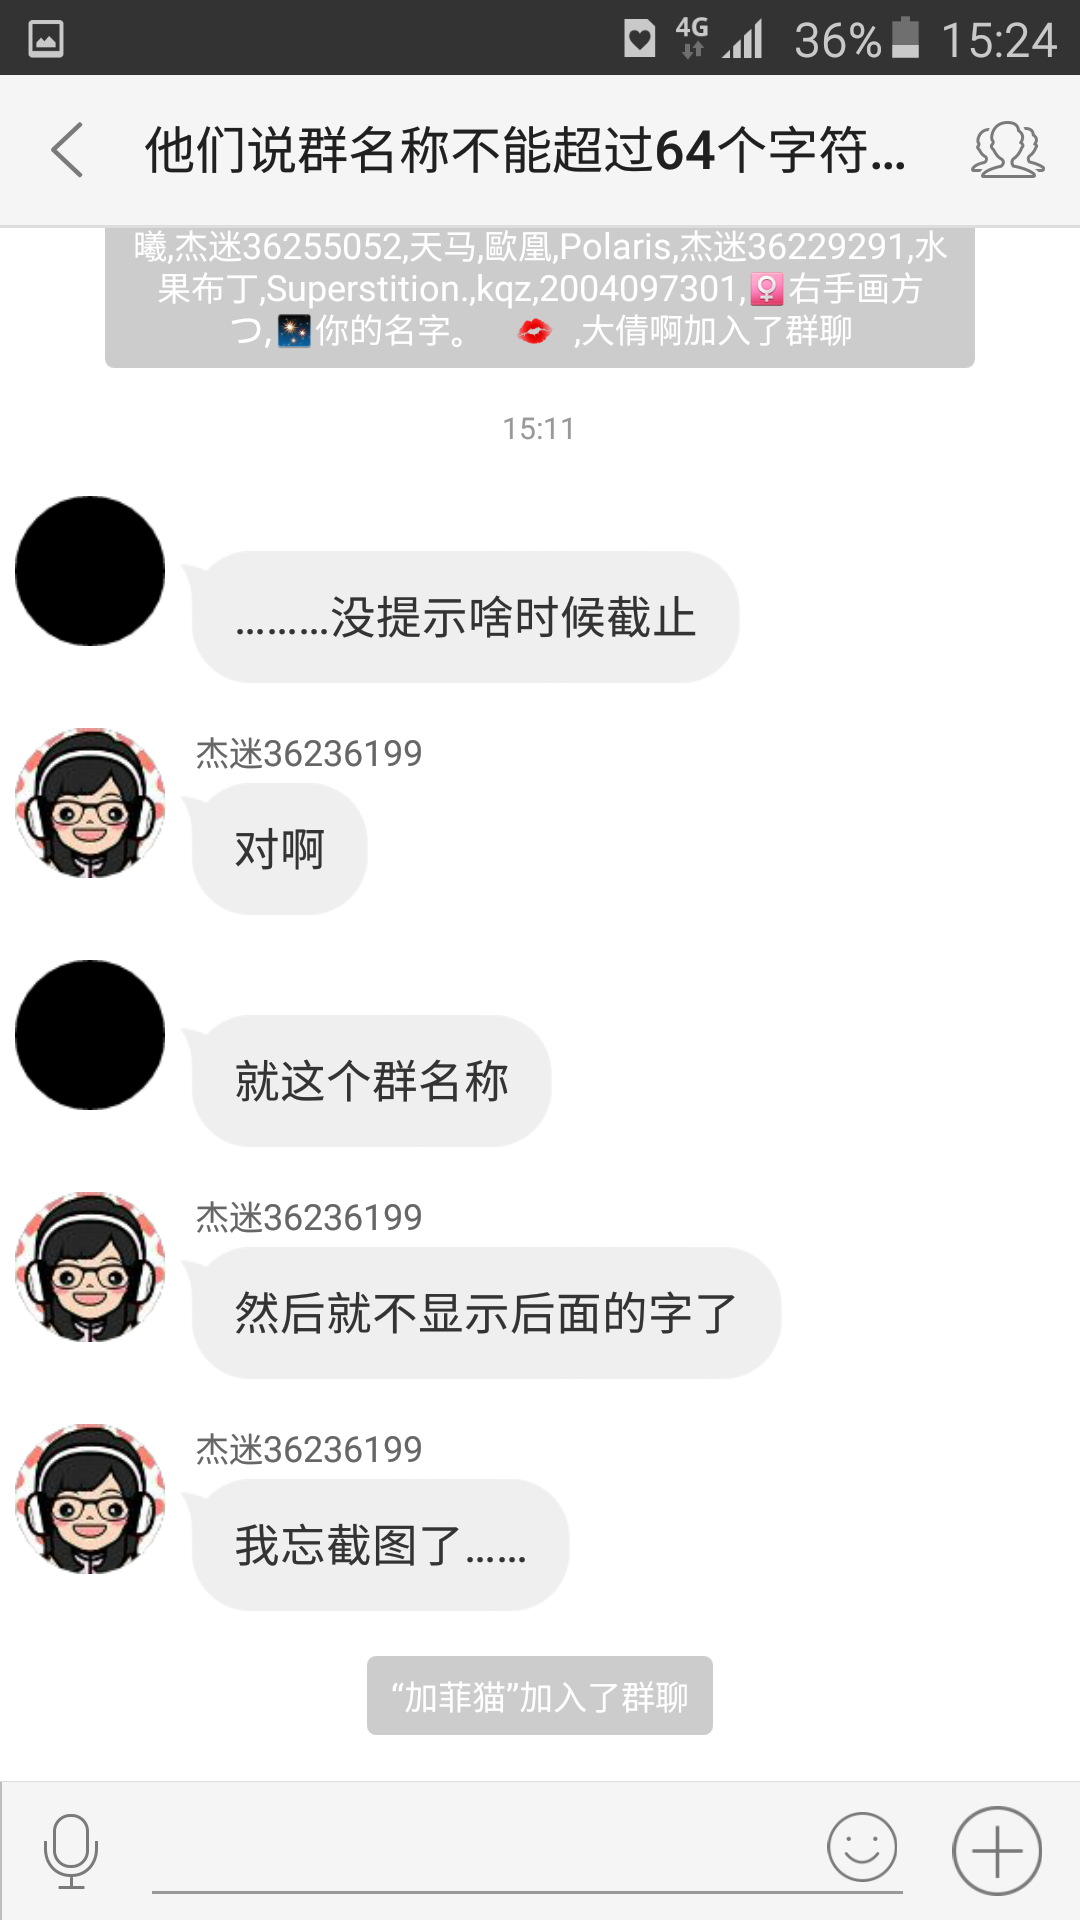 4G 36% 15:24
他们说群名称不能超过64个字符...
曦,杰迷36255052,天马,歐凰,Polaris,杰迷36229291,水
果布丁,Superstition.,kqz,2004097301,♀右手画方
つ,🎇你的名字。 💋 ,大倩啊加入了群聊
15:11
………没提示啥时候截止
杰迷36236199
对啊
就这个群名称
杰迷36236199
然后就不显示后面的字了
杰迷36236199
我忘截图了……
“加菲猫”加入了群聊